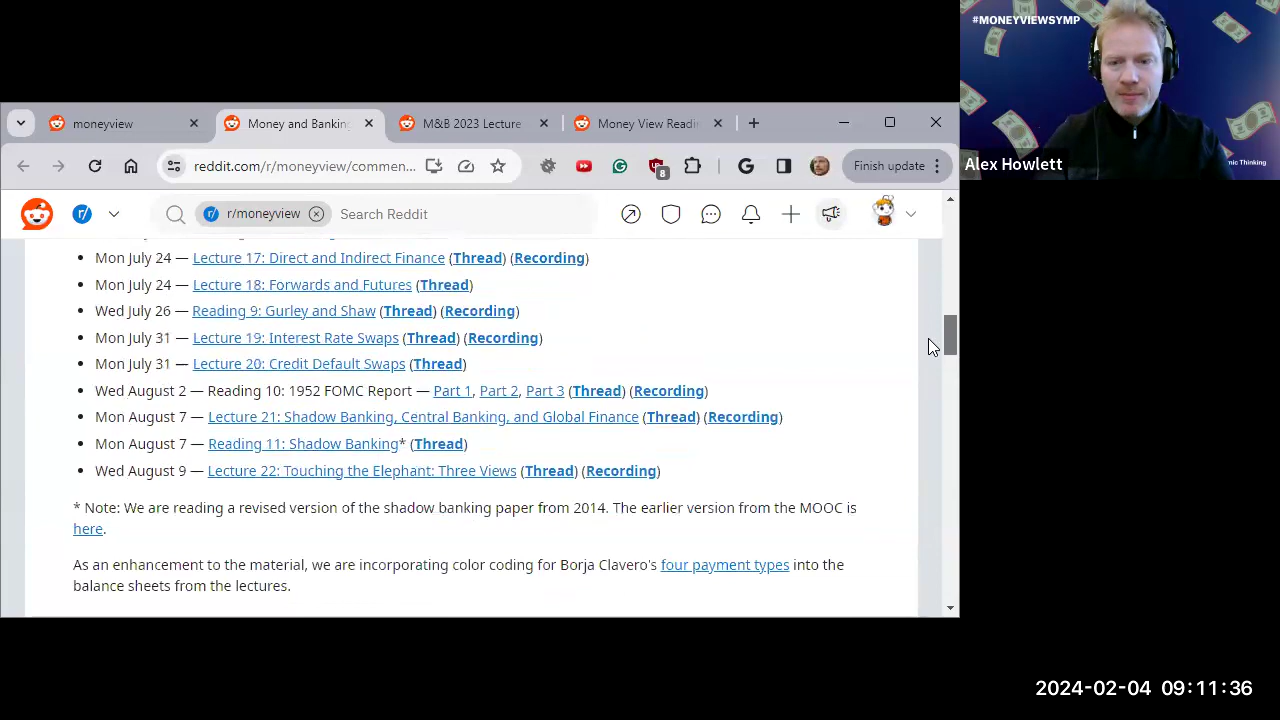 #MONEYVIEWSYMP
moneyview
Money and Banking
M&B 2023 Lecture
Money View Readi
reddit.com/r/moneyview/commen...
8
Finish update
mic Thinking
Alex Howlett
r/moneyview
Search Reddit
Mon July 24 — Lecture 17: Direct and Indirect Finance (Thread) (Recording)
Mon July 24 — Lecture 18: Forwards and Futures (Thread)
Wed July 26 — Reading 9: Gurley and Shaw (Thread) (Recording)
Mon July 31 — Lecture 19: Interest Rate Swaps (Thread) (Recording)
Mon July 31 — Lecture 20: Credit Default Swaps (Thread)
Wed August 2 — Reading 10: 1952 FOMC Report — Part 1, Part 2, Part 3 (Thread) (Recording)
Mon August 7 — Lecture 21: Shadow Banking, Central Banking, and Global Finance (Thread) (Recording)
Mon August 7 — Reading 11: Shadow Banking* (Thread)
Wed August 9 — Lecture 22: Touching the Elephant: Three Views (Thread) (Recording)
* Note: We are reading a revised version of the shadow banking paper from 2014. The earlier version from the MOOC is
here.
As an enhancement to the material, we are incorporating color coding for Borja Clavero's four payment types into the
balance sheets from the lectures.
2024-02-04 09:11:36